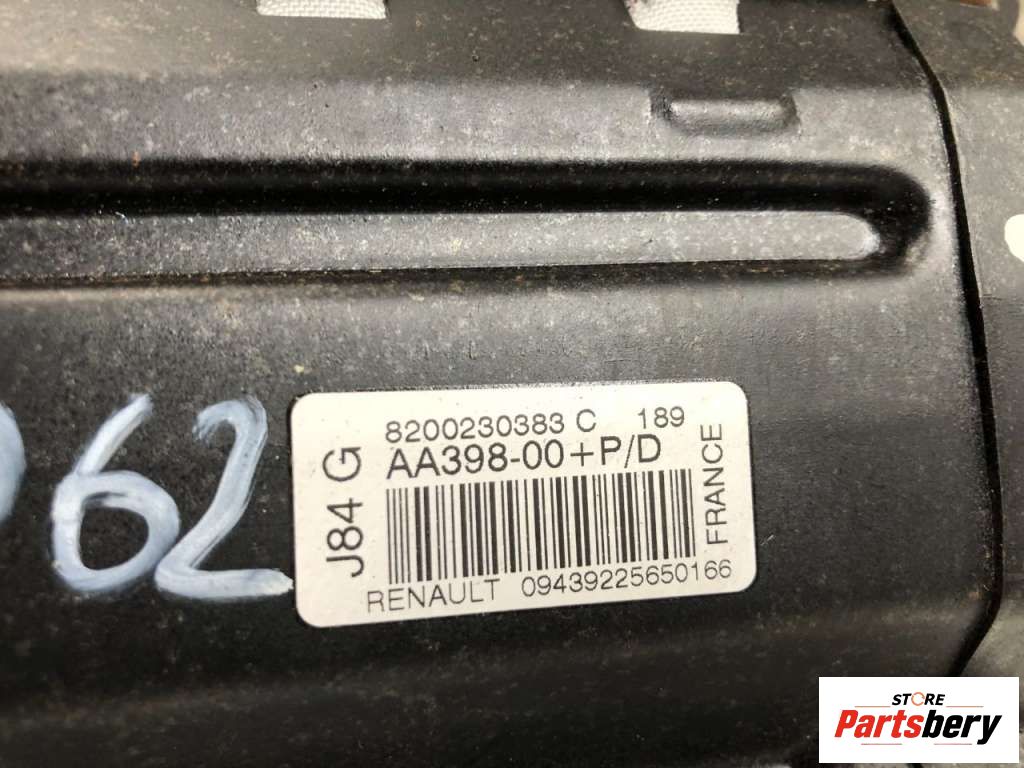 8200230383 C 189
AA398-00+P/D
J84 G
FRANCE
RENAULT 09439225650166
62
STORE
Partsbery